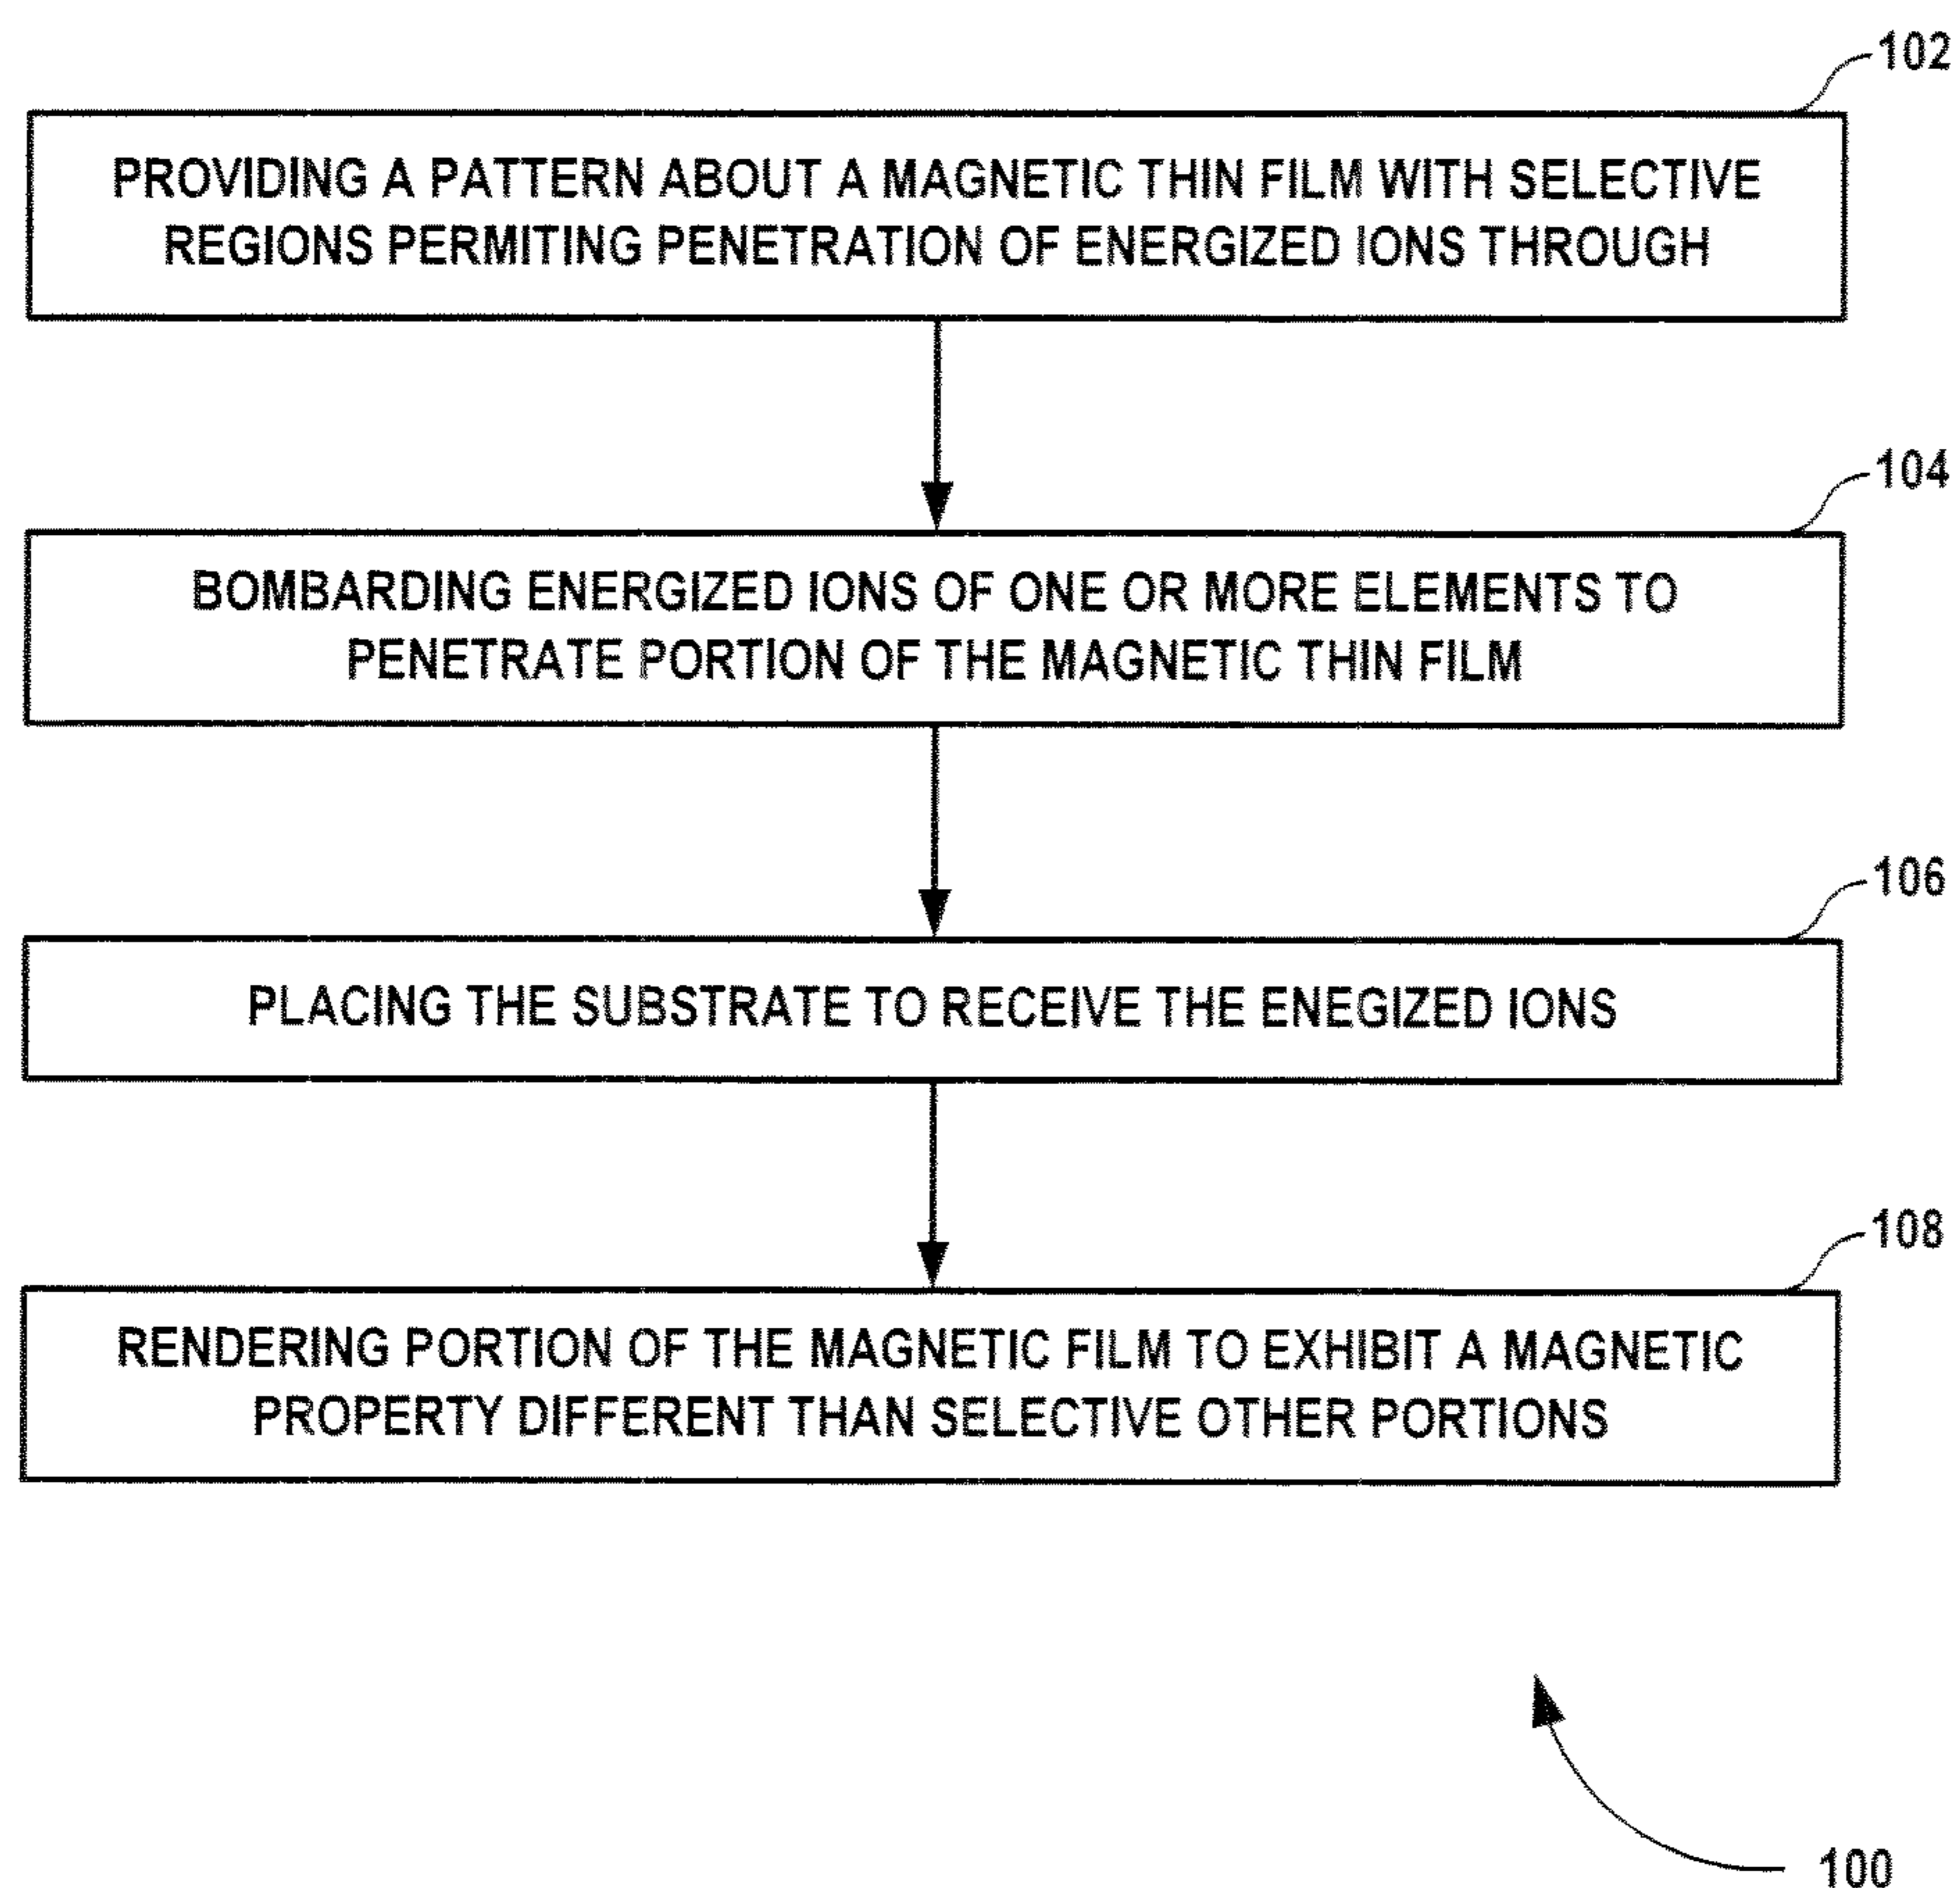 102
PROVIDING A PATTERN ABOUT A MAGNETIC THIN FILM WITH SELECTIVE
REGIONS PERMITING PENETRATION OF ENERGIZED IONS THROUGH
104
BOMBARDING ENERGIZED IONS OF ONE OR MORE ELEMENTS TO
PENETRATE PORTION OF THE MAGNETIC THIN FILM
106
PLACING THE SUBSTRATE TO RECEIVE THE ENEGIZED IONS
108
RENDERING PORTION OF THE MAGNETIC FILM TO EXHIBIT A MAGNETIC
PROPERTY DIFFERENT THAN SELECTIVE OTHER PORTIONS
100